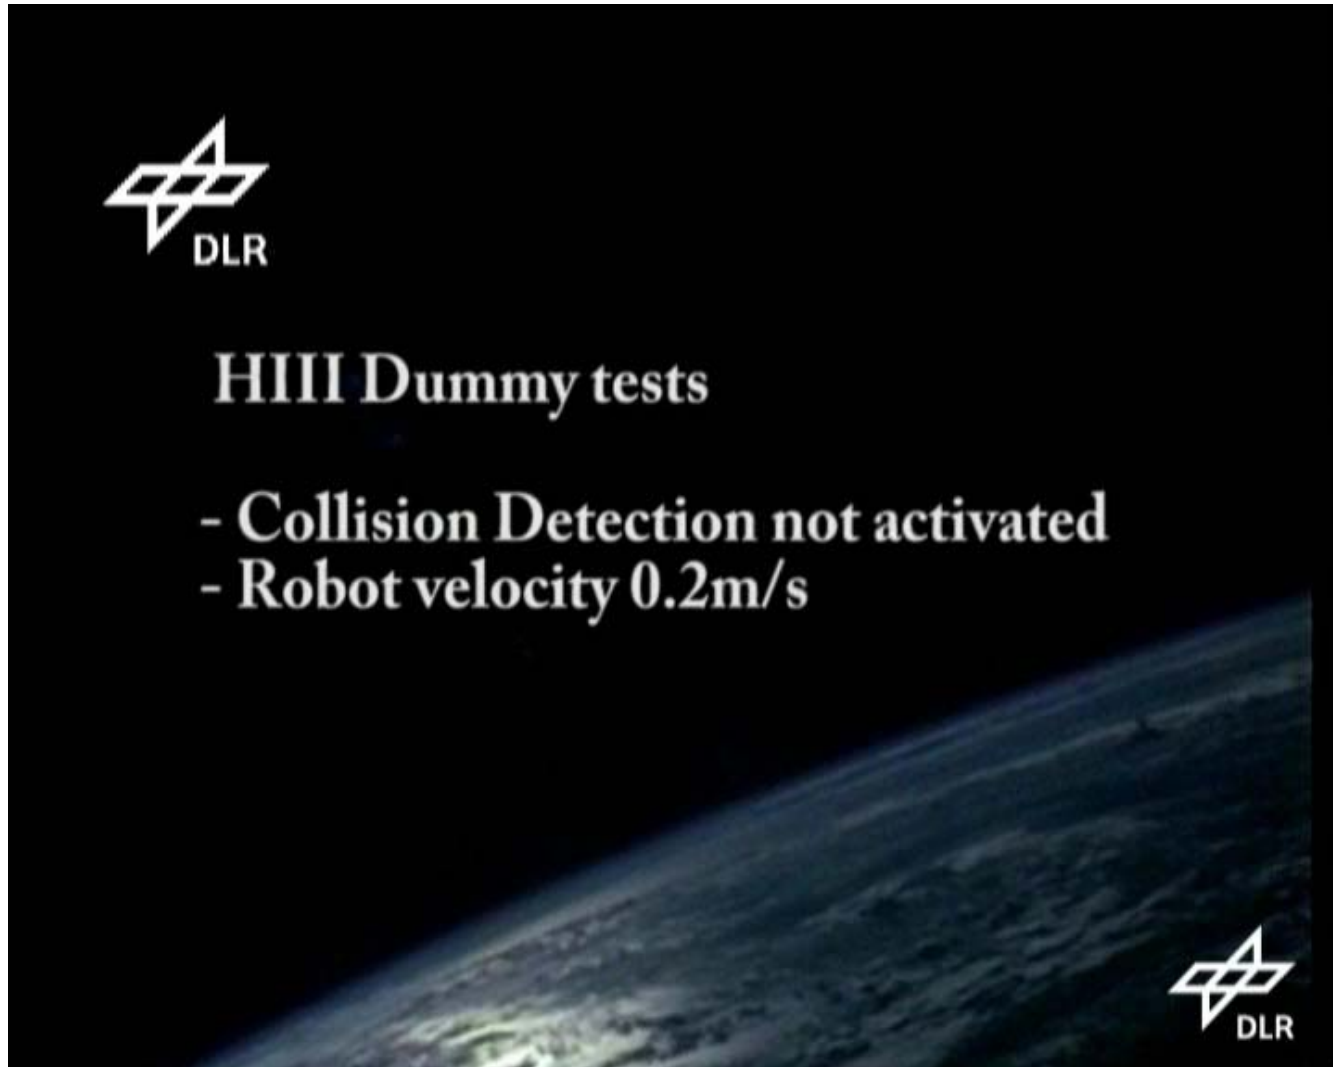 DLR
HIII Dummy tests
- Collision Detection not activated
- Robot velocity 0.2m/s
DLR